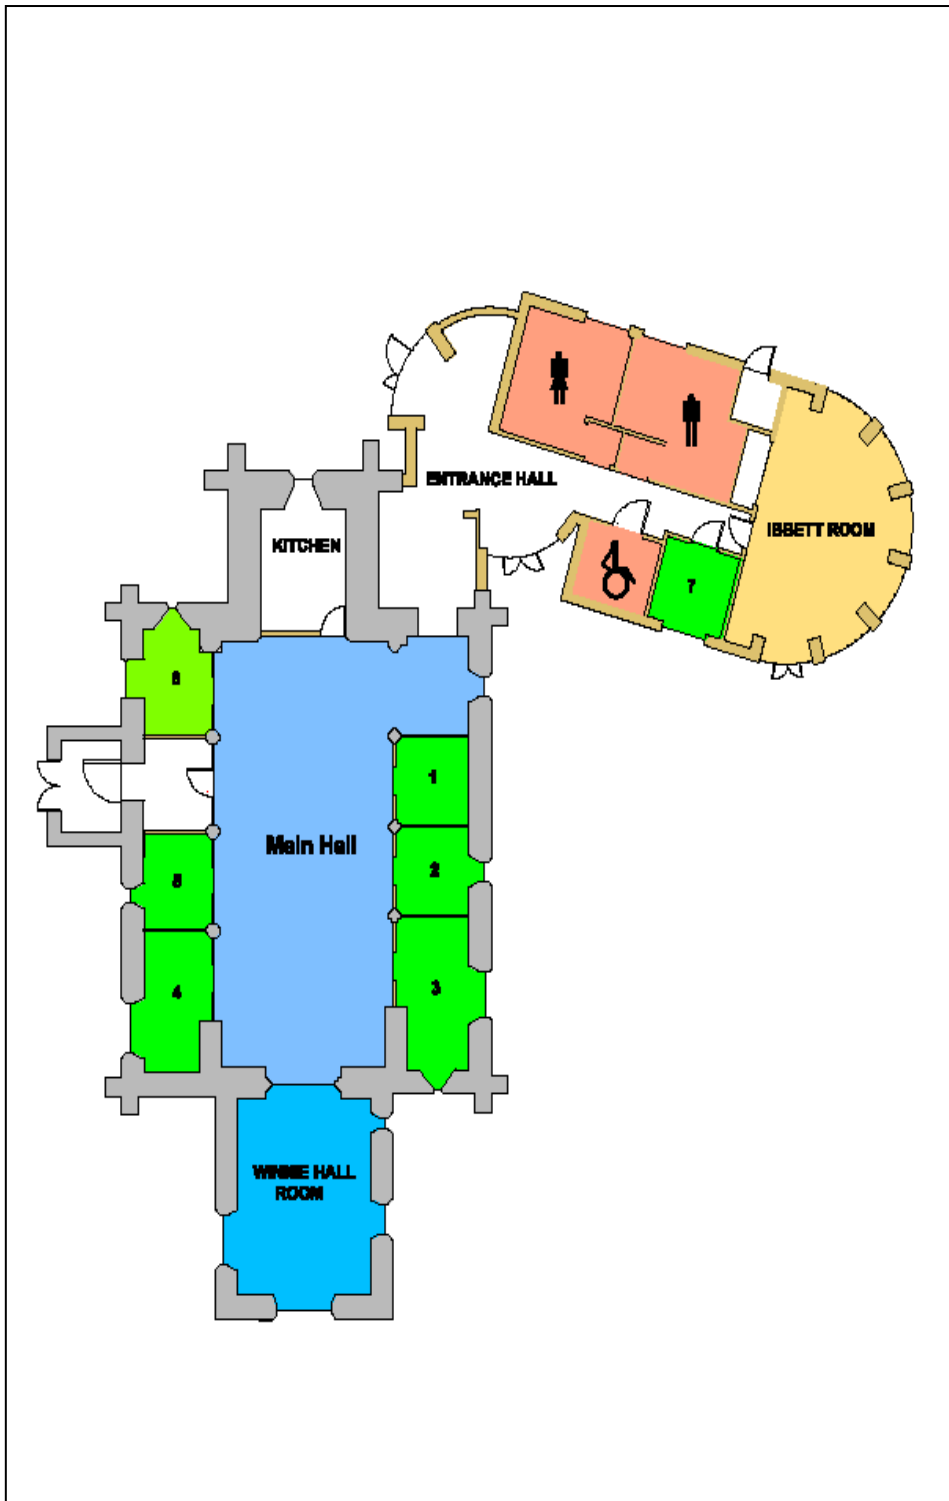 ENTRANCE HALL
KITCHEN
IBBETT ROOM
7
6
1
Main Hall
2
5
3
4
WINNIE HALL
ROOM